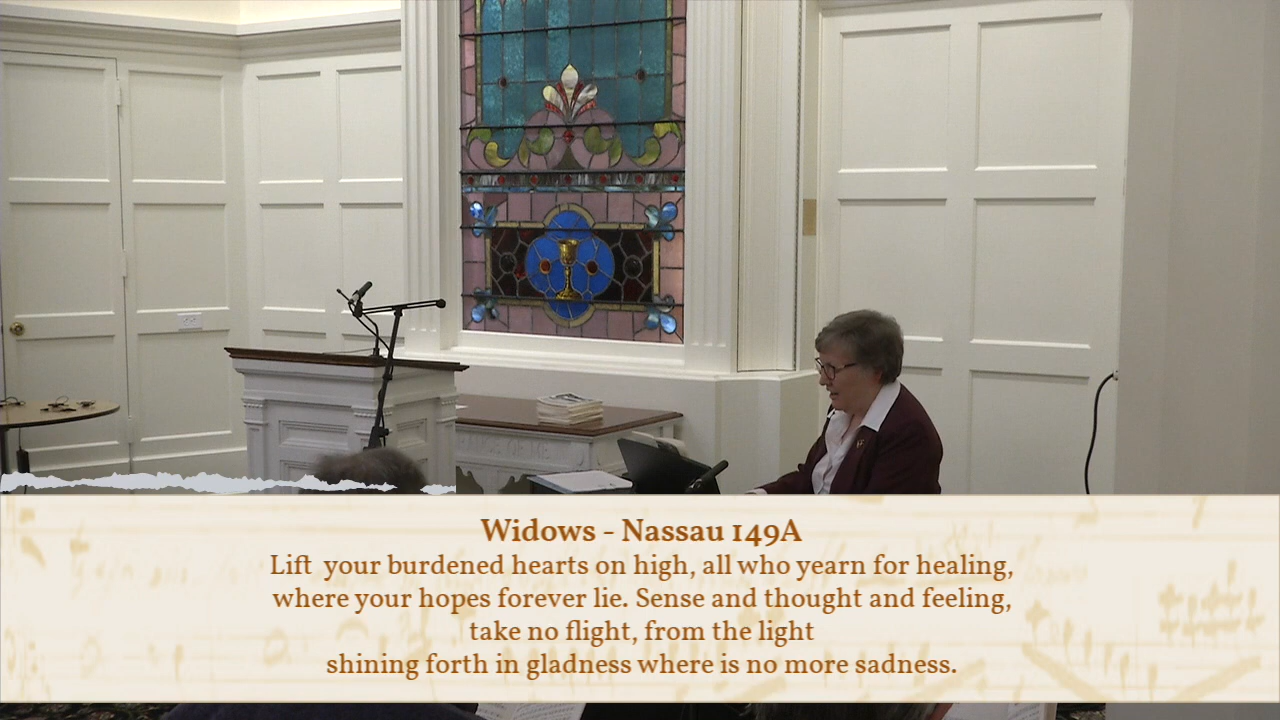 Widows - Nassau 149A
Lift your burdened hearts on high, all who yearn for healing,
where your hopes forever lie. Sense and thought and feeling,
take no flight, from the light
shining forth in gladness where is no more sadness.